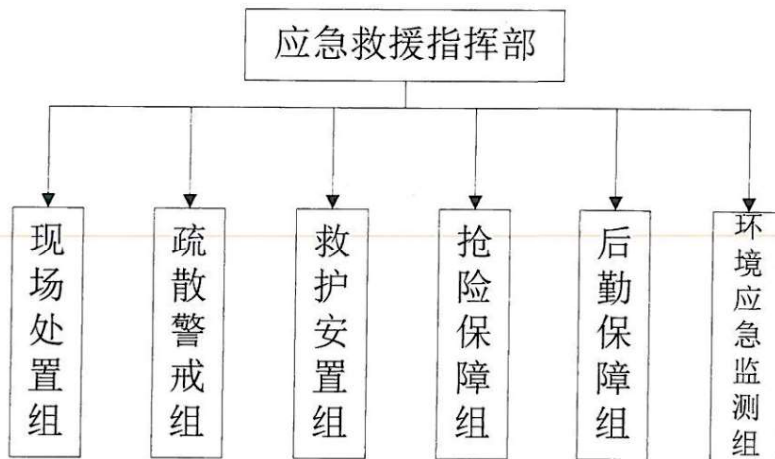 应急救援指挥部
现场处置组
疏散警戒组
救护安置组
抢险保障组
后勤保障组
环境应急监测组